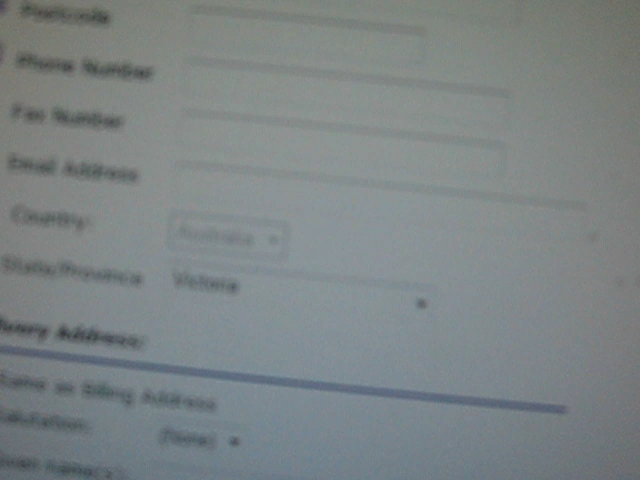 Postcode
Phone Number
Fax Number
Email Address
Country:
Australia
State/Province
Victoria
Address:
Same as Billing Address
Salutation:
(None)
name(s):